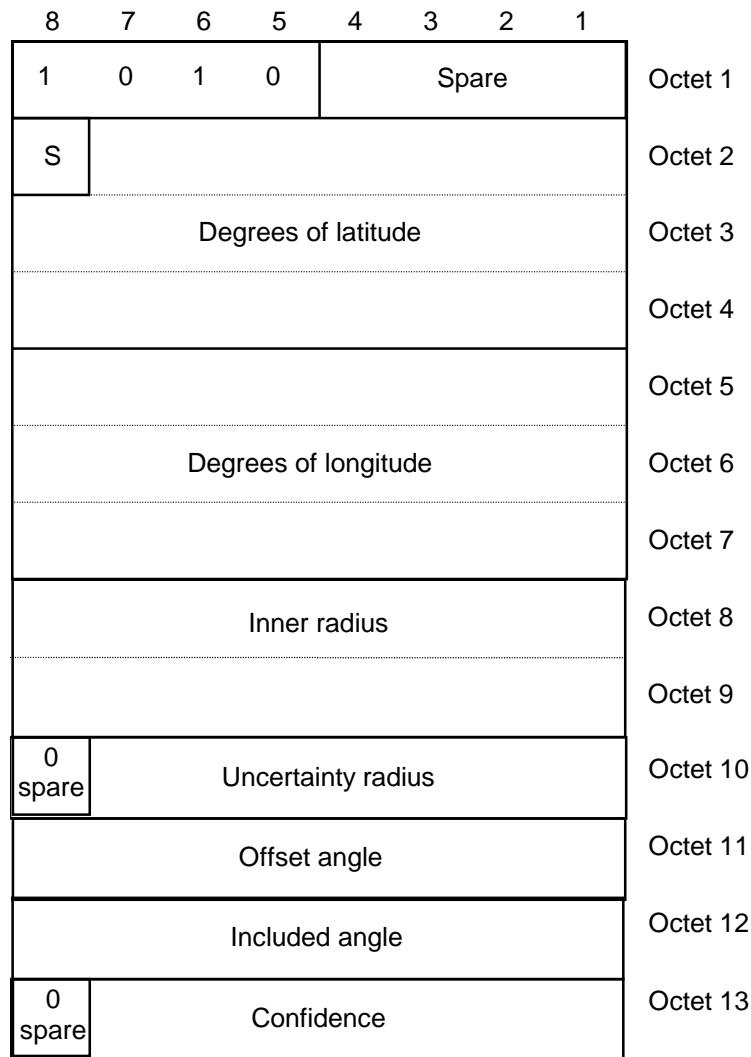 8 7 6 5 4 3 2 1
1 0 1 0 Spare Octet 1
S Octet 2
Degrees of latitude Octet 3
Octet 4
Octet 5
Degrees of longitude Octet 6
Octet 7
Inner radius Octet 8
Octet 9
0
spare Uncertainty radius Octet 10
Offset angle Octet 11
Included angle Octet 12
0
spare Confidence Octet 13